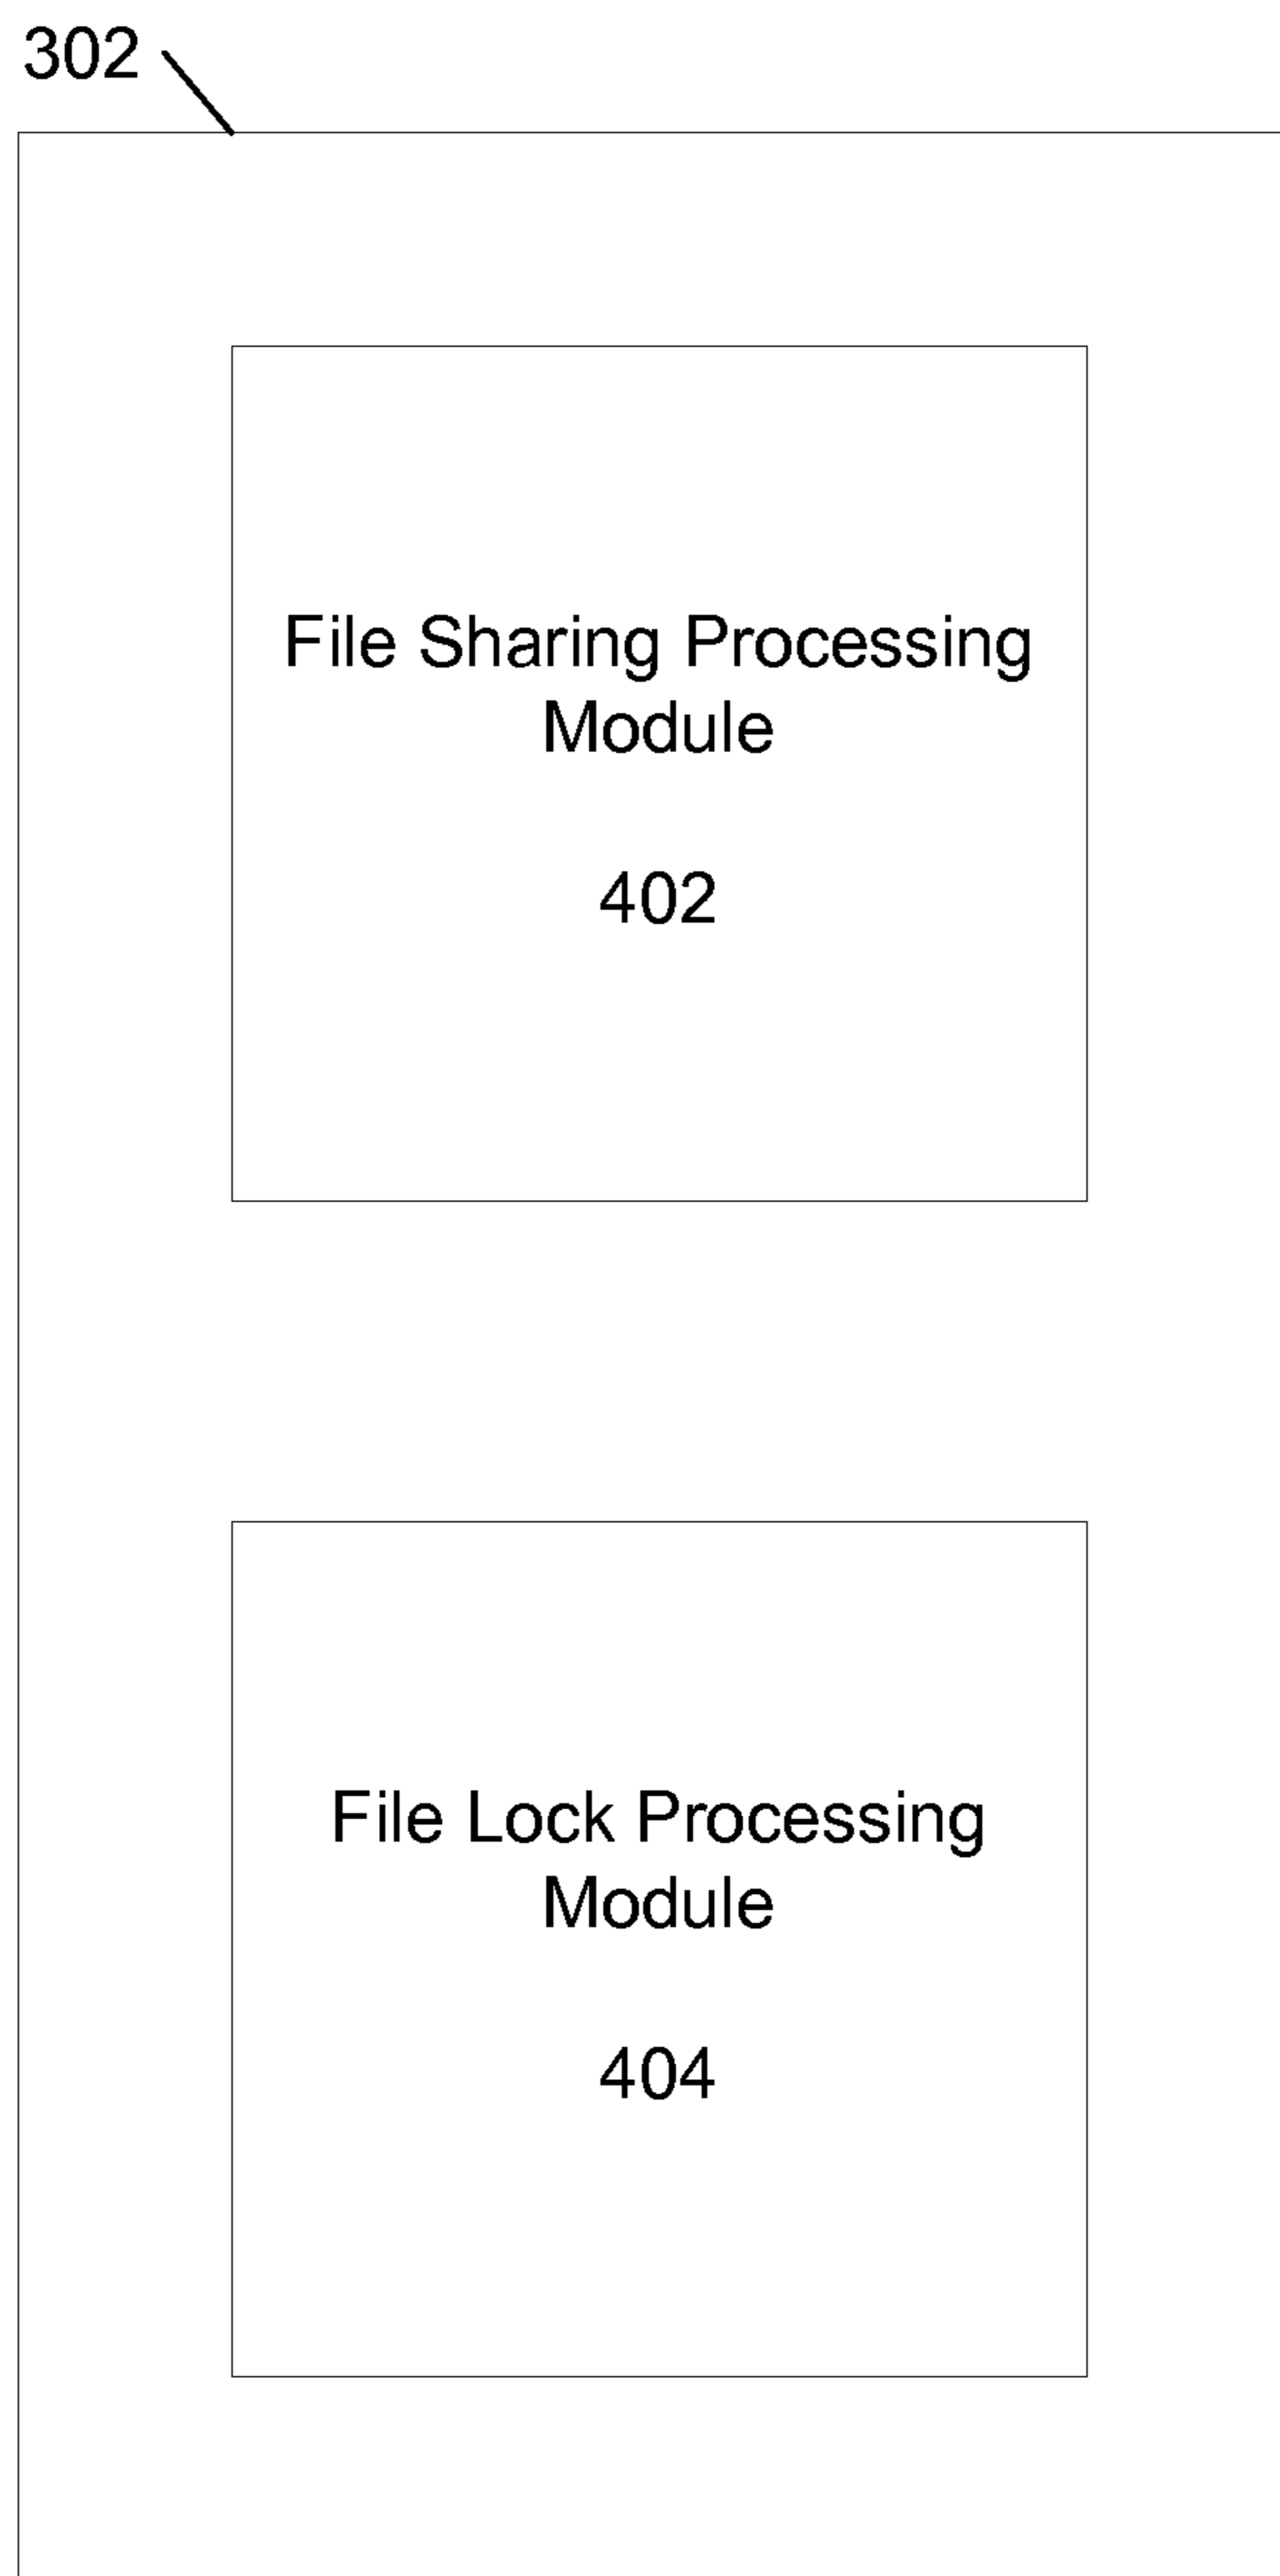 302
File Sharing Processing
Module
402
File Lock Processing
Module
404